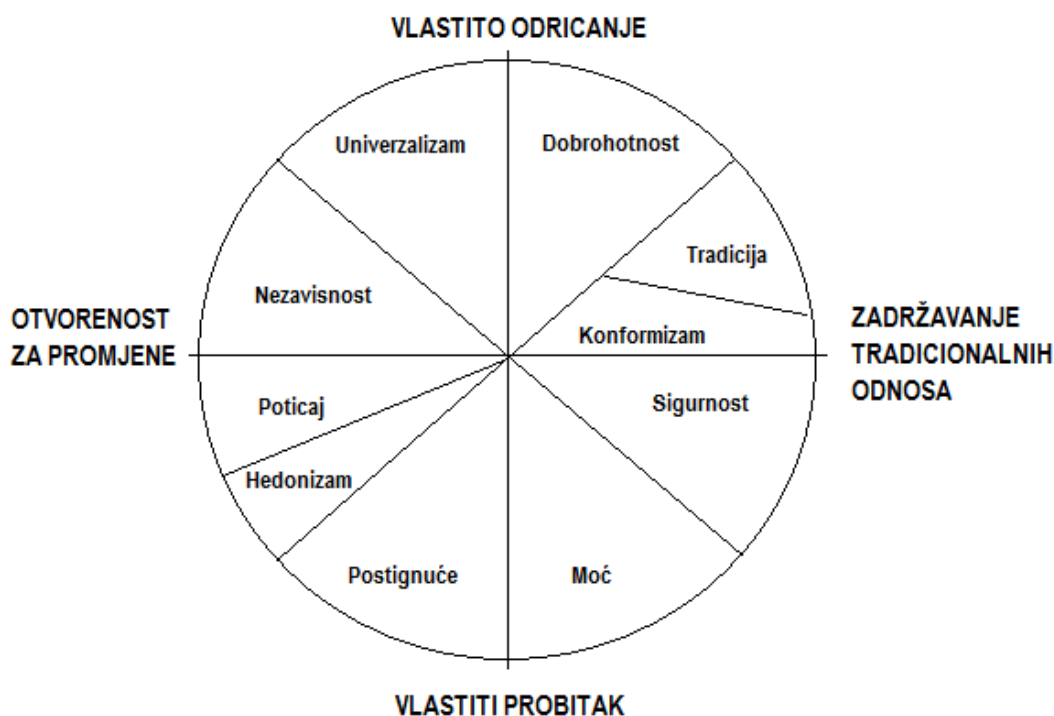 VLASTITO ODRICANJE
Univerzalizam
Dobrohotnost
Tradicija
Nezavisnost
OTVORENOST
ZA PROMJENE
Konformizam
ZADRŽAVANJE
TRADICIONALNIH
ODNOSA
Poticaj
Sigurnost
Hedonizam
Postignuće
Moć
VLASTITI PROBITAK